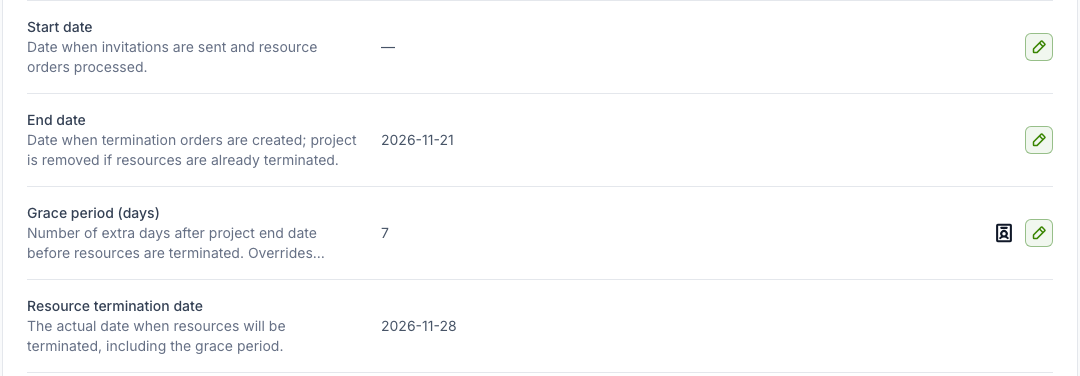 Start date
Date when invitations are sent and resource
orders processed.
—
End date
Date when termination orders are created; project
is removed if resources are already terminated.
2026-11-21
Grace period (days)
Number of extra days after project end date
before resources are terminated. Overrides...
7
Resource termination date
The actual date when resources will be
terminated, including the grace period.
2026-11-28